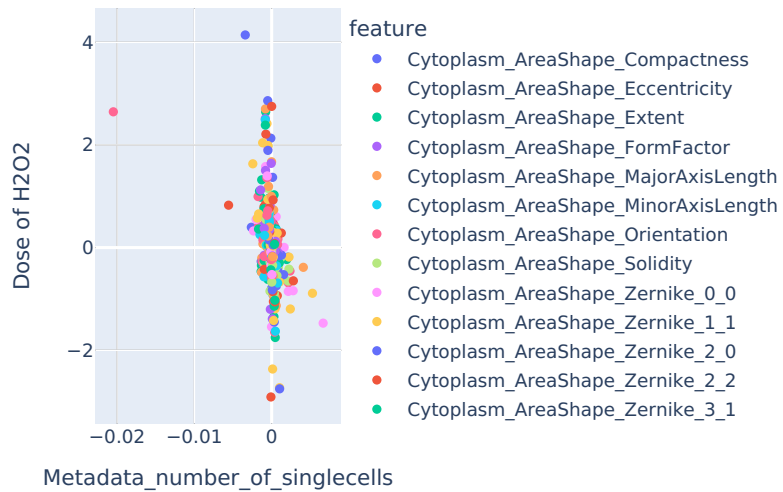 feature
Cytoplasm_AreaShape_Compactness
Cytoplasm_AreaShape_Eccentricity
Cytoplasm_AreaShape_Extent
Cytoplasm_AreaShape_FormFactor
Cytoplasm_AreaShape_MajorAxisLength
Cytoplasm_AreaShape_MinorAxisLength
Cytoplasm_AreaShape_Orientation
Cytoplasm_AreaShape_Solidity
Cytoplasm_AreaShape_Zernike_0_0
Cytoplasm_AreaShape_Zernike_1_1
Cytoplasm_AreaShape_Zernike_2_0
Cytoplasm_AreaShape_Zernike_2_2
Cytoplasm_AreaShape_Zernike_3_1
Dose of H2O2
4
2
0
−2
−0.02
−0.01
0
Metadata_number_of_singlecells